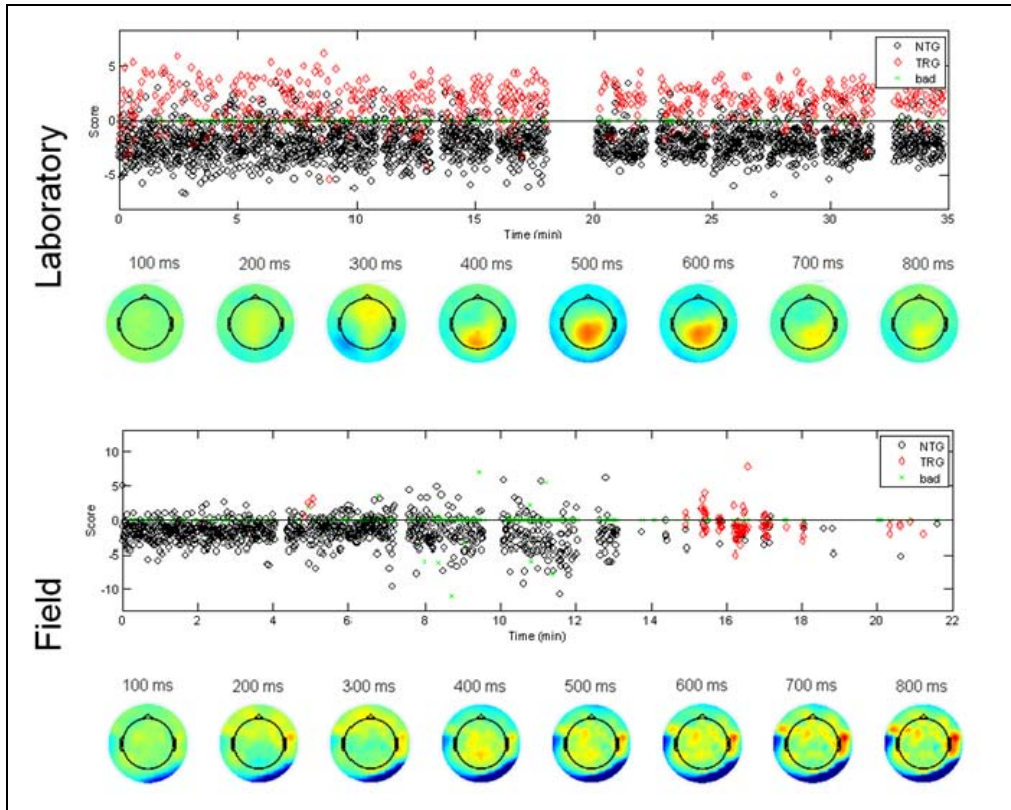 Laboratory
NTG
TRG
bad
Score
5
0
-5
0 5 10 15 20 25 30 35
Time (min)
100 ms 200 ms 300 ms 400 ms 500 ms 600 ms 700 ms 800 ms
Field
NTG
TRG
bad
Score
10
5
0
-5
-10
0 2 4 6 8 10 12 14 16 18 20 22
Time (min)
100 ms 200 ms 300 ms 400 ms 500 ms 600 ms 700 ms 800 ms